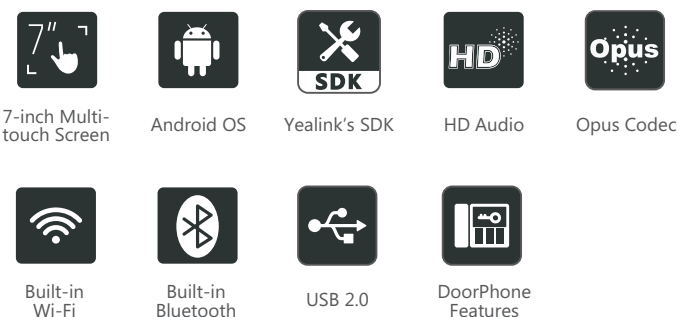 7"
SDK
HD
Opus
7-inch Multi-
touch Screen
Android OS
Yealink's SDK
HD Audio
Opus Codec
Built-in
Wi-Fi
Built-in
Bluetooth
USB 2.0
DoorPhone
Features